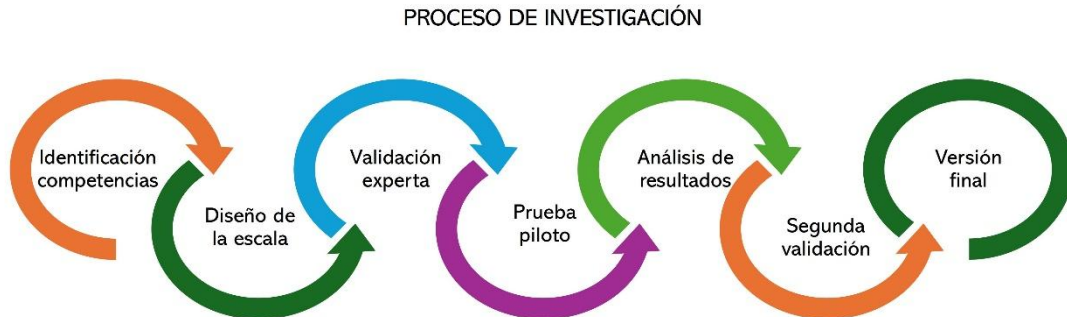 PROCESO DE INVESTIGACIÓN
Identificación
competencias
Diseño de
la escala
Validación
experta
Prueba
piloto
Análisis de
resultados
Segunda
validación
Versión
final